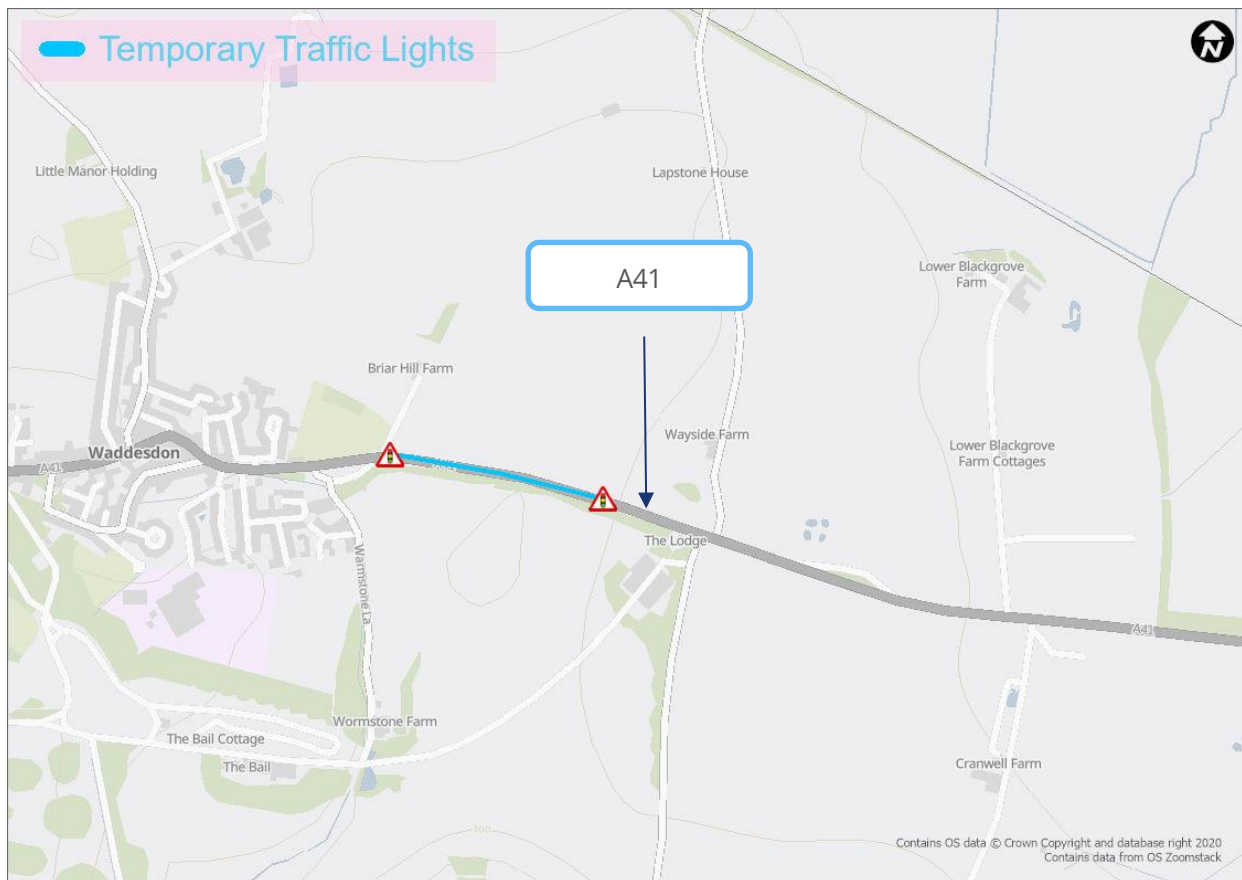 Temporary Traffic Lights
N
Little Manor Holding
Lapstone House
A41
Lower Blackgrove
Farm
Briar Hill Farm
Waddesdon
A41
Wayside Farm
Lower Blackgrove
Farm Cottages
The Lodge
Warmstone La
A41
Wormstone Farm
The Bail Cottage
The Bail
Cranwell Farm
100
Contains OS data © Crown Copyright and database right 2020
Contains data from OS Zoomstack